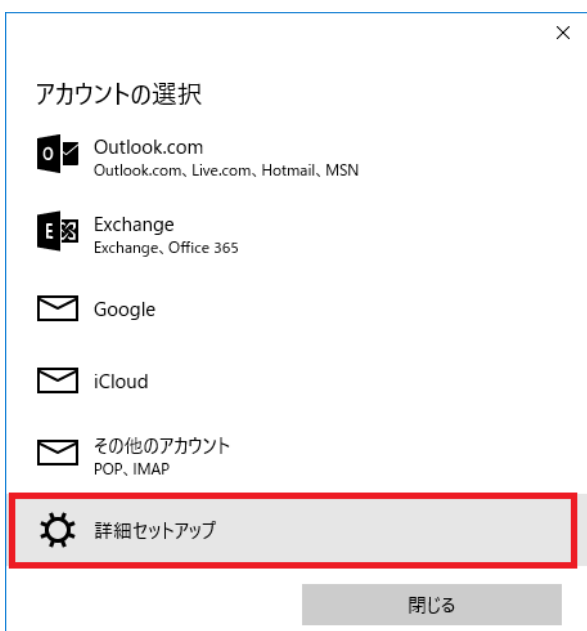 アカウントの選択
Outlook.com
Outlook.com、Live.com、Hotmail、MSN
Exchange
Exchange、Office 365
Google
iCloud
その他のアカウント
POP、IMAP
詳細セットアップ
閉じる